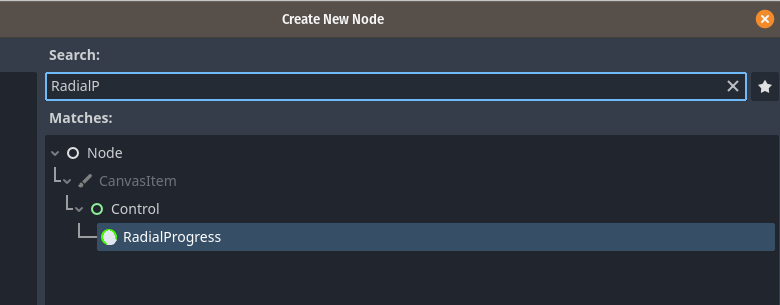 Create New Node
Search:
RadialP
Matches:
Node
CanvasItem
Control
RadialProgress